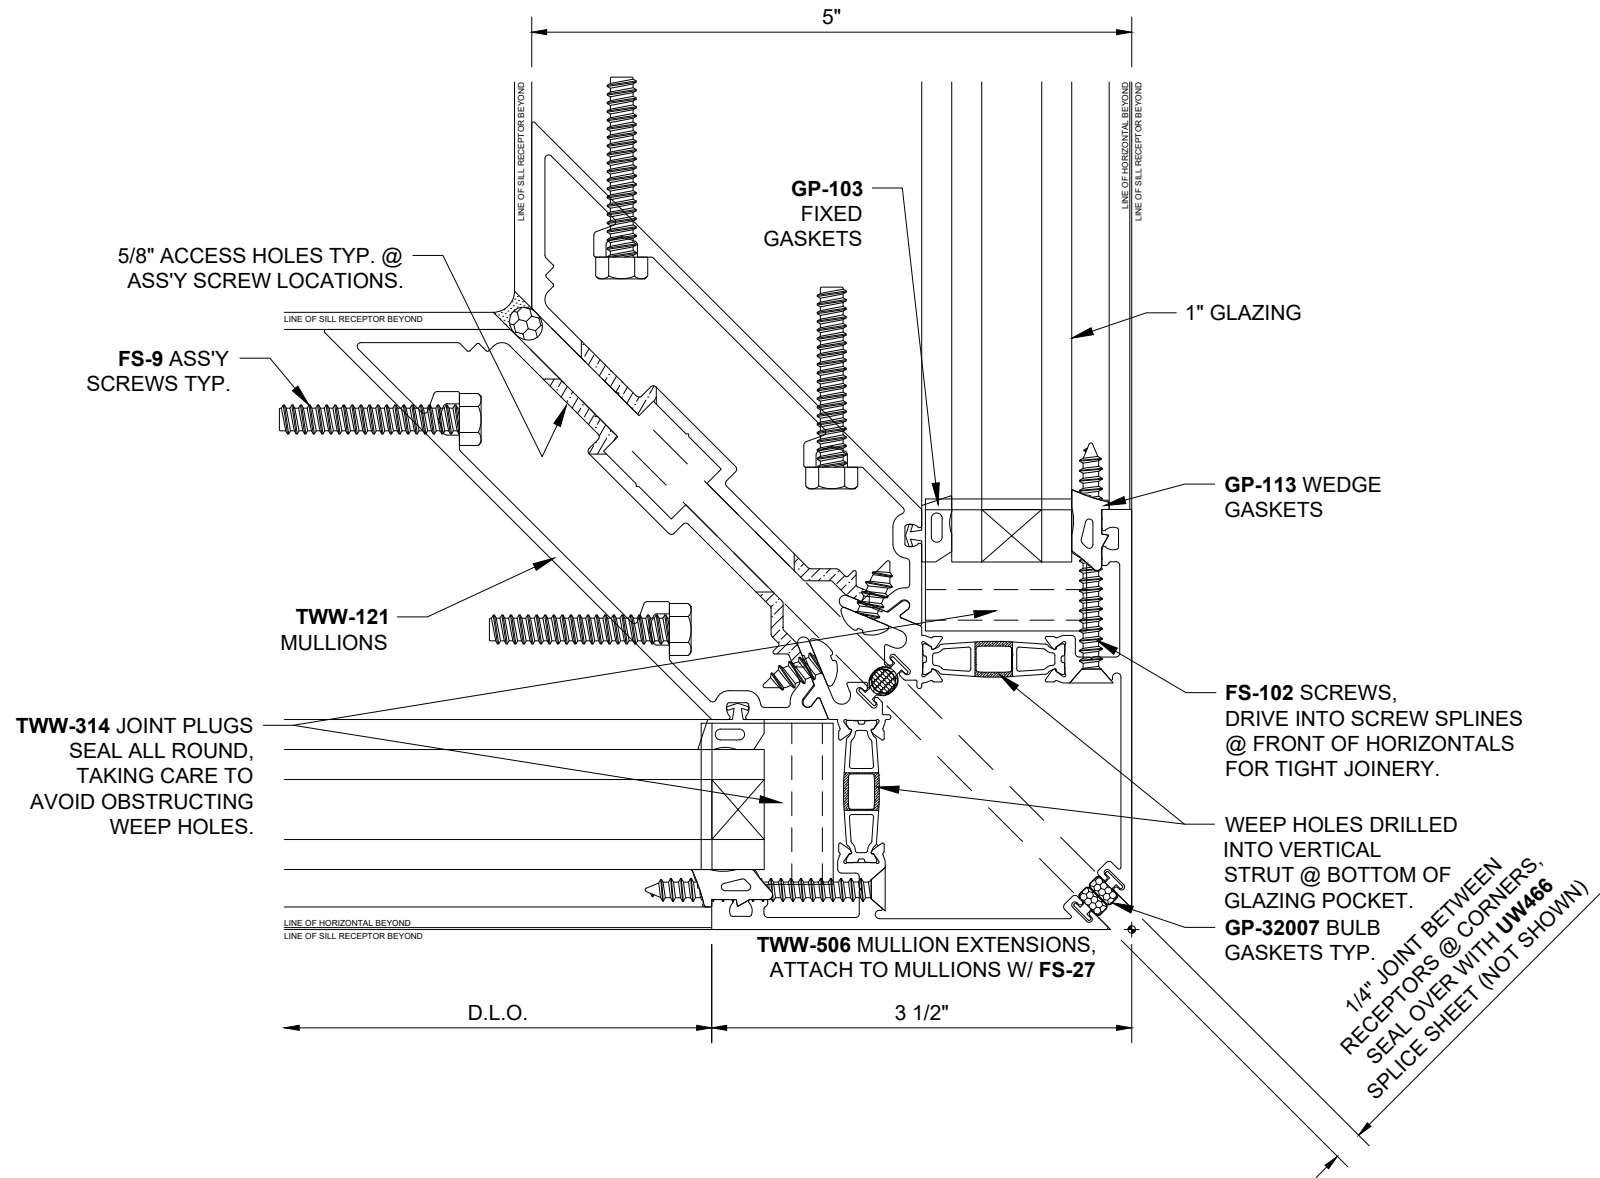 5"
LINE OF SILL RECEPTOR BEYOND
LINE OF HORIZONTAL BEYOND
LINE OF SILL RECEPTOR BEYOND
GP-103
FIXED
GASKETS
5/8" ACCESS HOLES TYP. @
ASS'Y SCREW LOCATIONS.
LINE OF SILL RECEPTOR BEYOND
1" GLAZING
FS-9 ASS'Y
SCREWS TYP.
GP-113 WEDGE
GASKETS
TWW-121
MULLIONS
FS-102 SCREWS,
DRIVE INTO SCREW SPLINES
@ FRONT OF HORIZONTALS
FOR TIGHT JOINERY.
TWW-314 JOINT PLUGS
SEAL ALL ROUND,
TAKING CARE TO
AVOID OBSTRUCTING
WEEP HOLES.
WEEP HOLES DRILLED
INTO VERTICAL
STRUT @ BOTTOM OF
GLAZING POCKET.
GP-32007 BULB
GASKETS TYP.
LINE OF HORIZONTAL BEYOND
LINE OF SILL RECEPTOR BEYOND
TWW-506 MULLION EXTENSIONS,
ATTACH TO MULLIONS W/ FS-27
1/4" JOINT BETWEEN
RECEPTORS @ CORNERS,
SEAL OVER WITH UW466
SPLICE SHEET (NOT SHOWN)
D.L.O.
3 1/2"